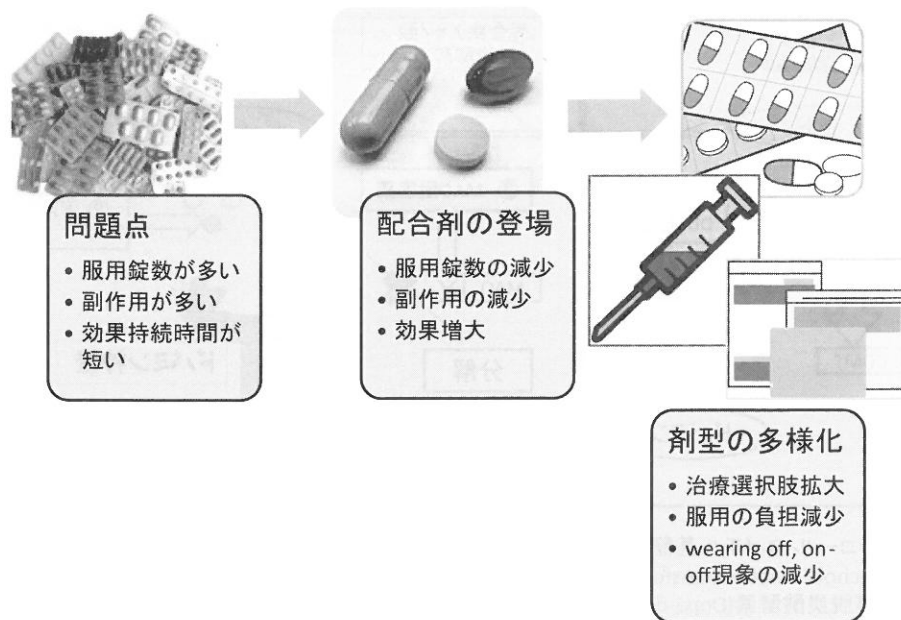 問題点
• 服用錠数が多い
• 副作用が多い
• 効果持続時間が
短い
配合剤の登場
• 服用錠数の減少
• 副作用の減少
• 効果増大
剤型の多様化
• 治療選択肢拡大
• 服用の負担減少
• wearing off, on-
off現象の減少
分解